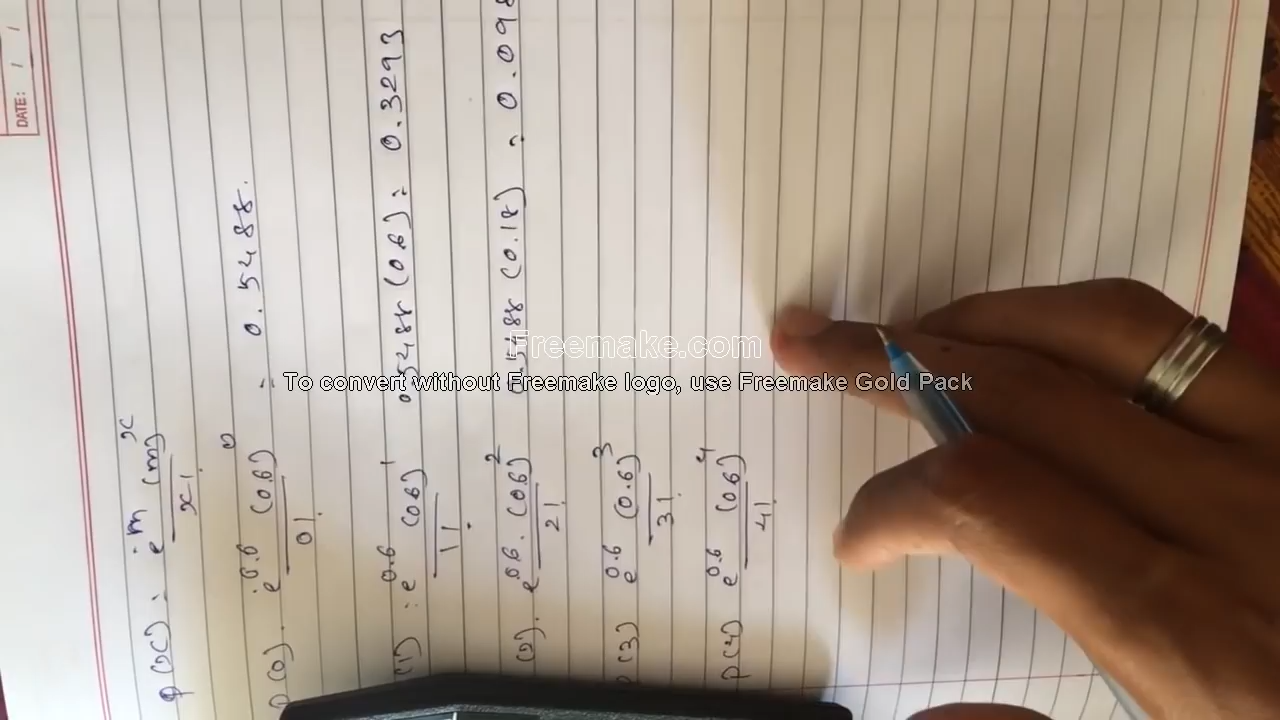 DATE: / /
p(x) = e^-m (m)^x / x!
p(0) = e^-0.6 (0.6)^0 / 0! = 0.5488.
(1) = e^0.6 (0.6)^1 / 1! 0.5488 (0.6) = 0.3293
(2) = e^0.6 . (0.6)^2 / 2! 0.5488 (0.18) = 0.098
p(3) e^0.6 (0.6)^3 / 3!
p(4) e^0.6 (0.6)^4 / 4!
Freemake.com
To convert without Freemake logo, use Freemake Gold Pack